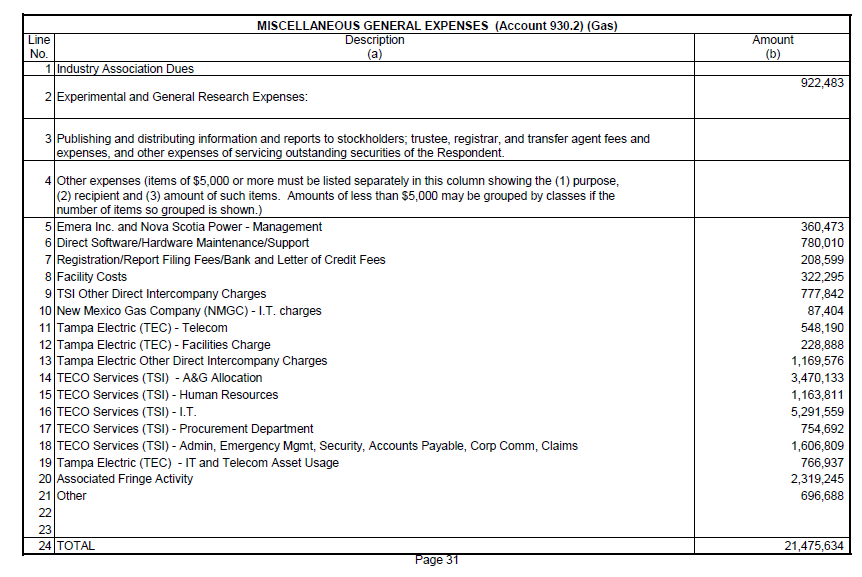 MISCELLANEOUS GENERAL EXPENSES (Account 930.2) (Gas)
Line Description Amount
No. (a) (b)
1 Industry Association Dues
922,483
2 Experimental and General Research Expenses:
3 Publishing and distributing information and reports to stockholders; trustee, registrar, and transfer agent fees and
expenses, and other expenses of servicing outstanding securities of the Respondent.
4 Other expenses (items of $5,000 or more must be listed separately in this column showing the (1) purpose,
(2) recipient and (3) amount of such items. Amounts of less than $5,000 may be grouped by classes if the
number of items so grouped is shown.)
5 Emera Inc. and Nova Scotia Power - Management 360,473
6 Direct Software/Hardware Maintenance/Support 780,010
7 Registration/Report Filing Fees/Bank and Letter of Credit Fees 208,599
8 Facility Costs 322,295
9 TSI Other Direct Intercompany Charges 777,842
10 New Mexico Gas Company (NMGC) - I.T. charges 87,404
11 Tampa Electric (TEC) - Telecom 548,190
12 Tampa Electric (TEC) - Facilities Charge 228,888
13 Tampa Electric Other Direct Intercompany Charges 1,169,576
14 TECO Services (TSI) - A&G Allocation 3,470,133
15 TECO Services (TSI) - Human Resources 1,163,811
16 TECO Services (TSI) - I.T. 5,291,559
17 TECO Services (TSI) - Procurement Department 754,692
18 TECO Services (TSI) - Admin, Emergency Mgmt, Security, Accounts Payable, Corp Comm, Claims 1,606,809
19 Tampa Electric (TEC) - IT and Telecom Asset Usage 766,937
20 Associated Fringe Activity 2,319,245
21 Other 696,688
22
23
24 TOTAL 21,475,634
Page 31